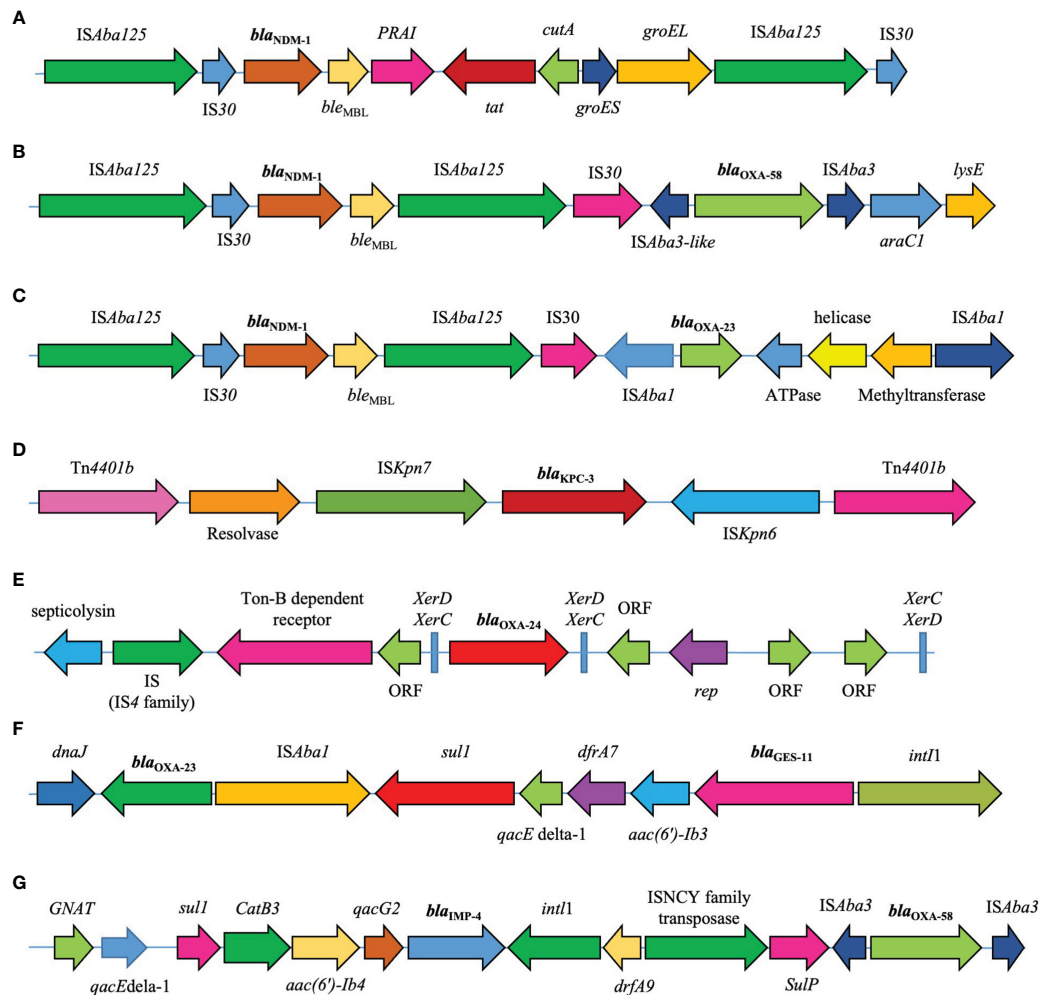 A
ISAba125 blaNDM-1 PRAI cutA groEL ISAba125 IS30
IS30 bleMBL tat groES
B
ISAba125 blaNDM-1 ISAba125 IS30 blaOXA-58 ISAba3 lysE
IS30 bleMBL ISAba3-like araC1
C
ISAba125 blaNDM-1 ISAba125 IS30 blaOXA-23 helicase ISAba1
IS30 bleMBL ISAba1 ATPase Methyltransferase
D
Tn4401b ISKpn7 blaKPC-3 Tn4401b
Resolvase ISKpn6
E
septicolysin Ton-B dependent receptor XerD XerC blaOXA-24 XerD XerC ORF XerC XerD
IS (IS4 family) ORF rep ORF ORF
F
dnaJ blaOXA-23 ISAba1 sul1 dfrA7 blaGES-11 intI1
qacE delta-1 aac(6')-Ib3
G
GNAT sul1 CatB3 qacG2 blaIMP-4 intl1 ISNCY family transposase ISAba3 blaOXA-58 ISAba3
qacEdela-1 aac(6')-Ib4 drfA9 SulP